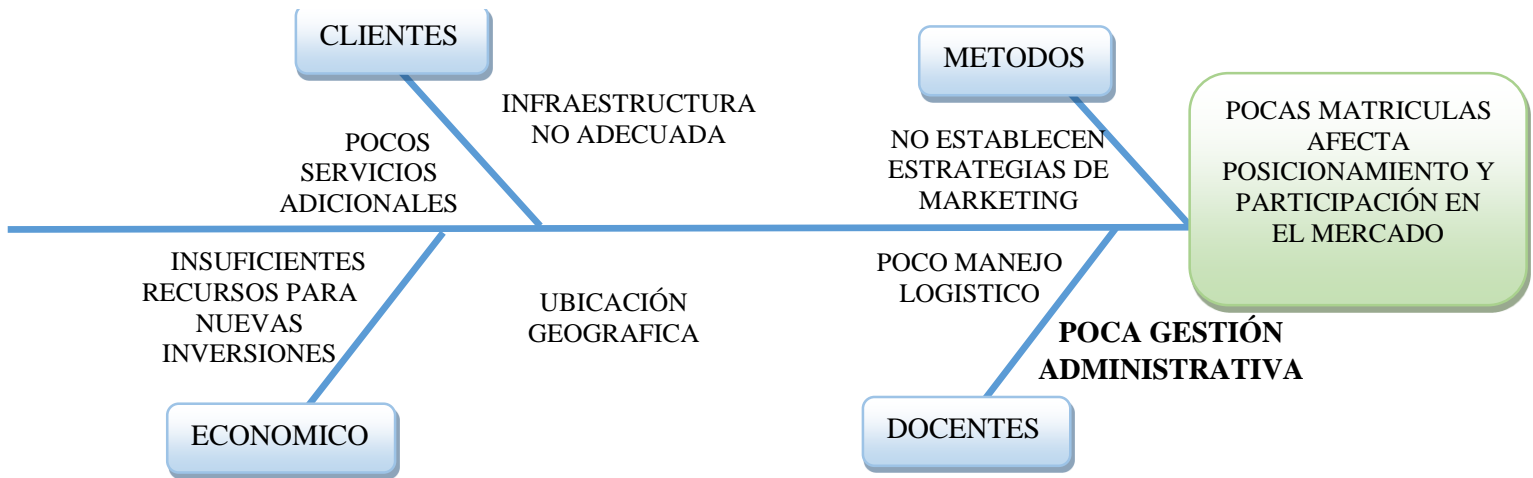 CLIENTES
METODOS
INFRAESTRUCTURA
NO ADECUADA
POCOS
SERVICIOS
ADICIONALES
NO ESTABLECEN
ESTRATEGIAS DE
MARKETING
POCAS MATRICULAS
AFECTA
POSICIONAMIENTO Y
PARTICIPACIÓN EN
EL MERCADO
INSUFICIENTES
RECURSOS PARA
NUEVAS
INVERSIONES
UBICACIÓN
GEOGRAFICA
POCO MANEJO
LOGISTICO
POCA GESTIÓN
ADMINISTRATIVA
ECONOMICO
DOCENTES